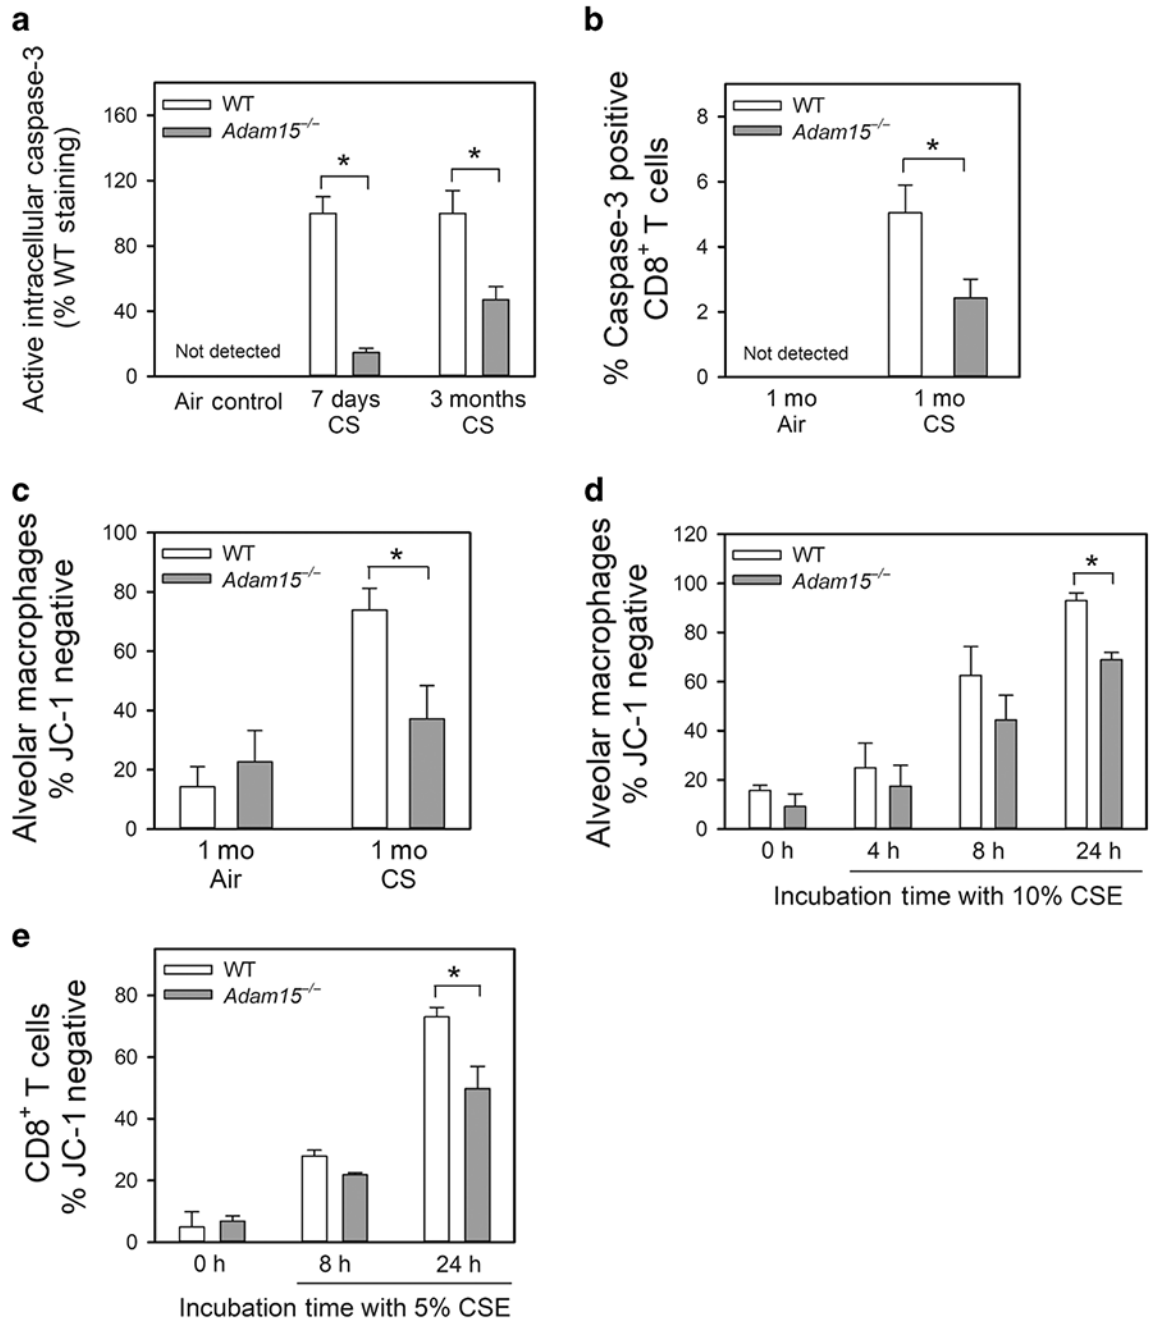 a
Active intracellular caspase-3
(% WT staining)
160
120
80
40
0
WT
Adam15−/−
*
*
Not detected
Air control
7 days
CS
3 months
CS
b
% Caspase-3 positive
CD8+ T cells
8
6
4
2
0
WT
Adam15−/−
*
Not detected
1 mo
Air
1 mo
CS
c
Alveolar macrophages
% JC-1 negative
100
80
60
40
20
0
WT
Adam15−/−
*
1 mo
Air
1 mo
CS
d
Alveolar macrophages
% JC-1 negative
120
100
80
60
40
20
0
WT
Adam15−/−
*
0 h
4 h
8 h
24 h
Incubation time with 10% CSE
e
CD8+ T cells
% JC-1 negative
80
60
40
20
0
WT
Adam15−/−
*
0 h
8 h
24 h
Incubation time with 5% CSE